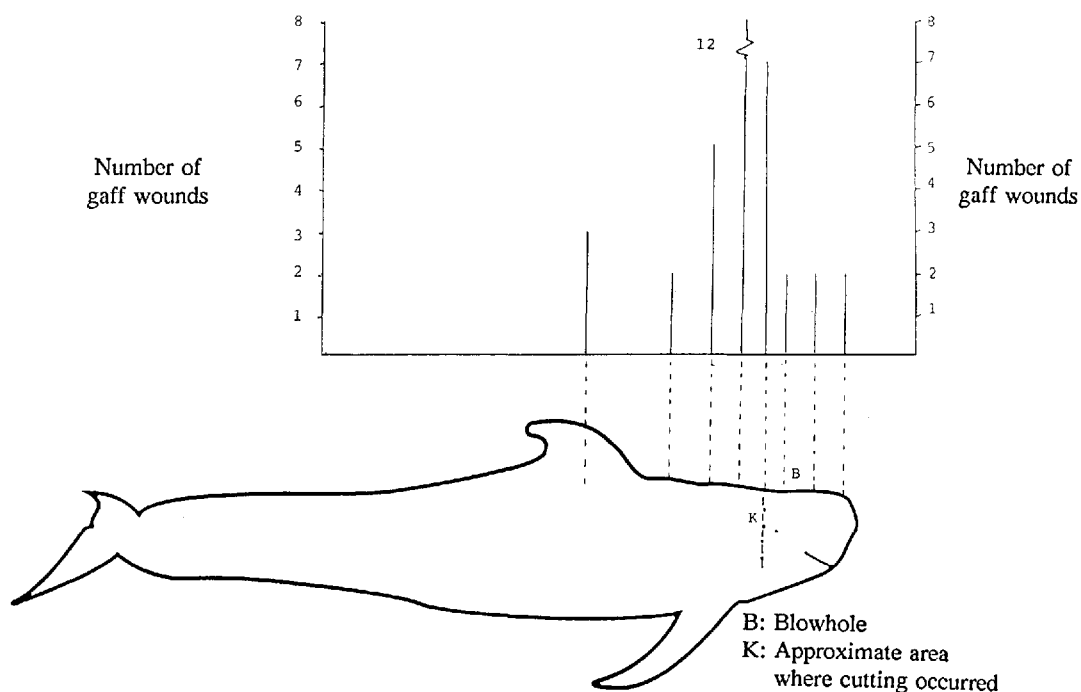 8
7
6
5
4
3
2
1
12
8
7
6
5
4
3
2
1
Number of
gaff wounds
Number of
gaff wounds
B
K
B: Blowhole
K: Approximate area
where cutting occurred